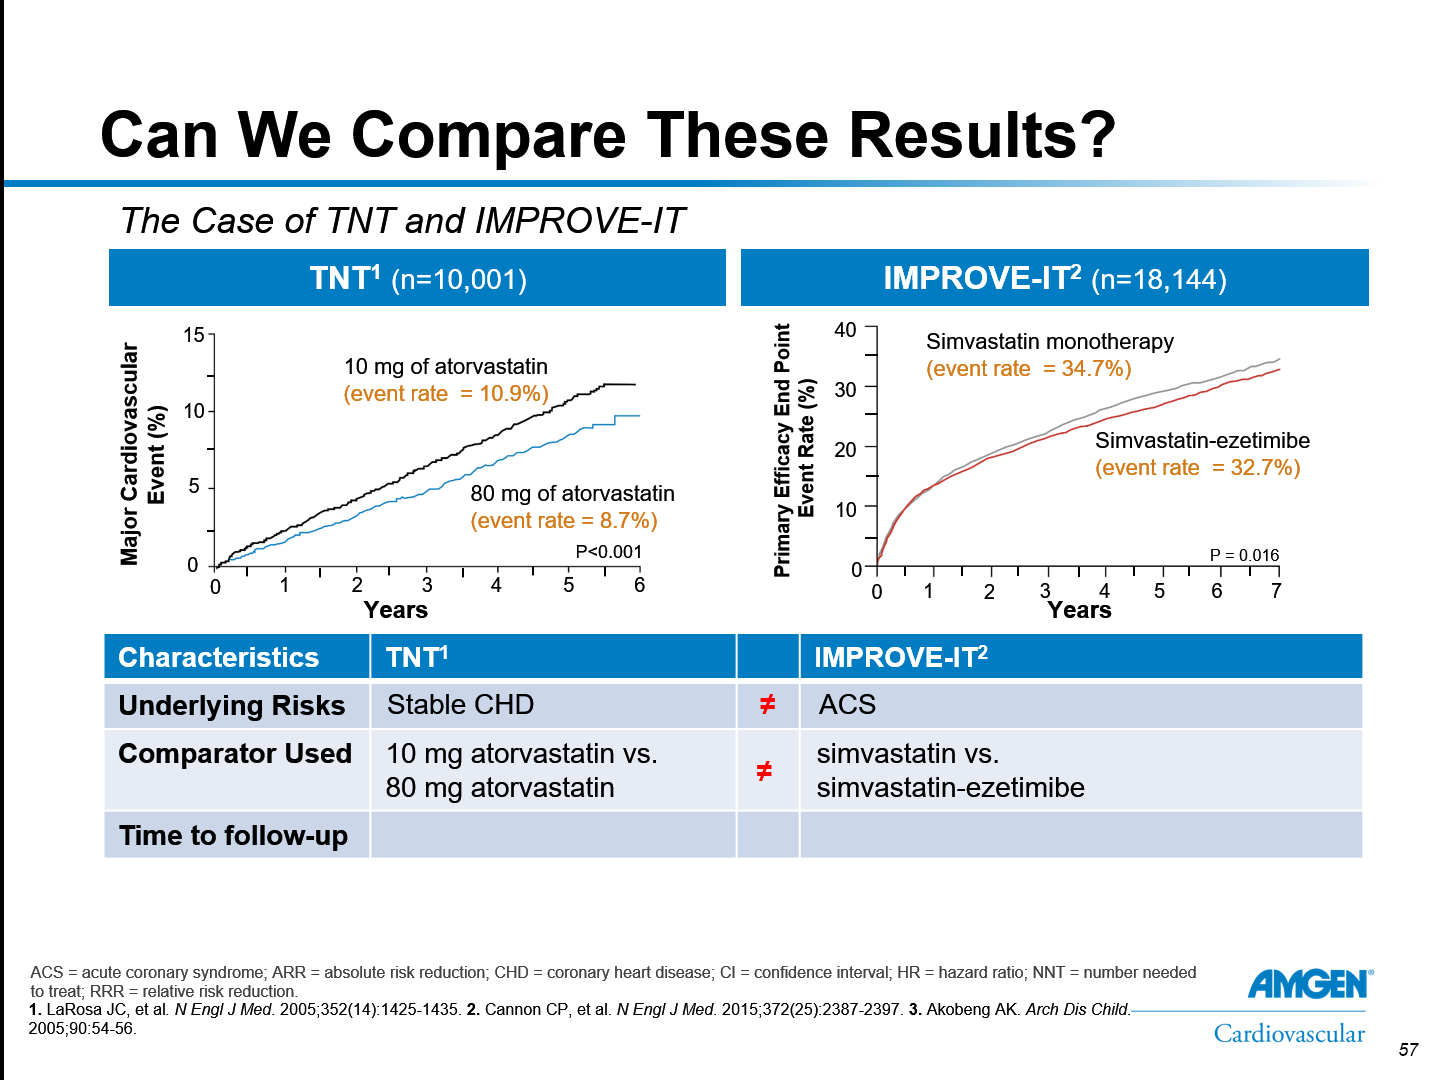 Can We Compare These Results?
The Case of TNT and IMPROVE-IT
TNT1 (n=10,001)
Major Cardiovascular
Event (%)
15
10
5
0
10 mg of atorvastatin
(event rate = 10.9%)
80 mg of atorvastatin
(event rate = 8.7%)
P<0.001
0 1 2 3 4 5 6
Years
IMPROVE-IT2 (n=18,144)
Primary Efficacy End Point
Event Rate (%)
40
30
20
10
0
Simvastatin monotherapy
(event rate = 34.7%)
Simvastatin-ezetimibe
(event rate = 32.7%)
P = 0.016
0 1 2 3 4 5 6 7
Years
Characteristics TNT1 IMPROVE-IT2
Underlying Risks Stable CHD ≠ ACS
Comparator Used 10 mg atorvastatin vs. ≠ simvastatin vs.
80 mg atorvastatin simvastatin-ezetimibe
Time to follow-up
ACS = acute coronary syndrome; ARR = absolute risk reduction; CHD = coronary heart disease; CI = confidence interval; HR = hazard ratio; NNT = number needed
to treat; RRR = relative risk reduction.
1. LaRosa JC, et al. N Engl J Med. 2005;352(14):1425-1435. 2. Cannon CP, et al. N Engl J Med. 2015;372(25):2387-2397. 3. Akobeng AK. Arch Dis Child.
2005;90:54-56.
AMGEN®
Cardiovascular
57